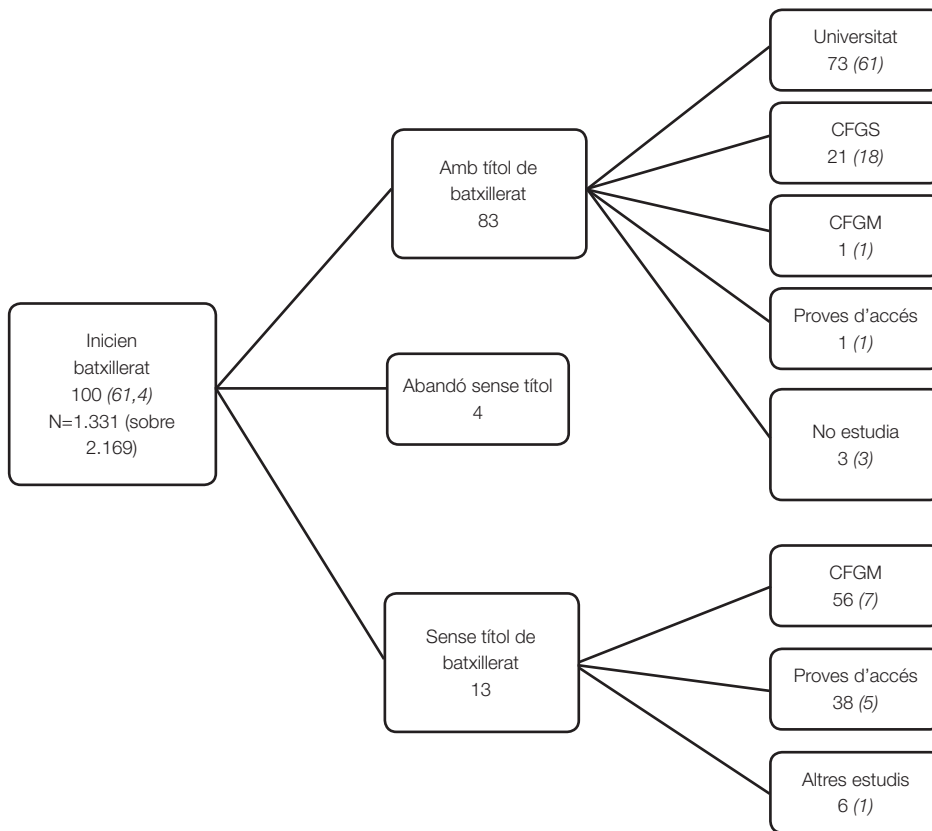 Inicien
batxillerat
100 (61,4)
N=1.331 (sobre
2.169)
Amb títol de
batxillerat
83
Abandó sense títol
4
Sense títol de
batxillerat
13
Universitat
73 (61)
CFGS
21 (18)
CFGM
1 (1)
Proves d'accés
1 (1)
No estudia
3 (3)
CFGM
56 (7)
Proves d'accés
38 (5)
Altres estudis
6 (1)